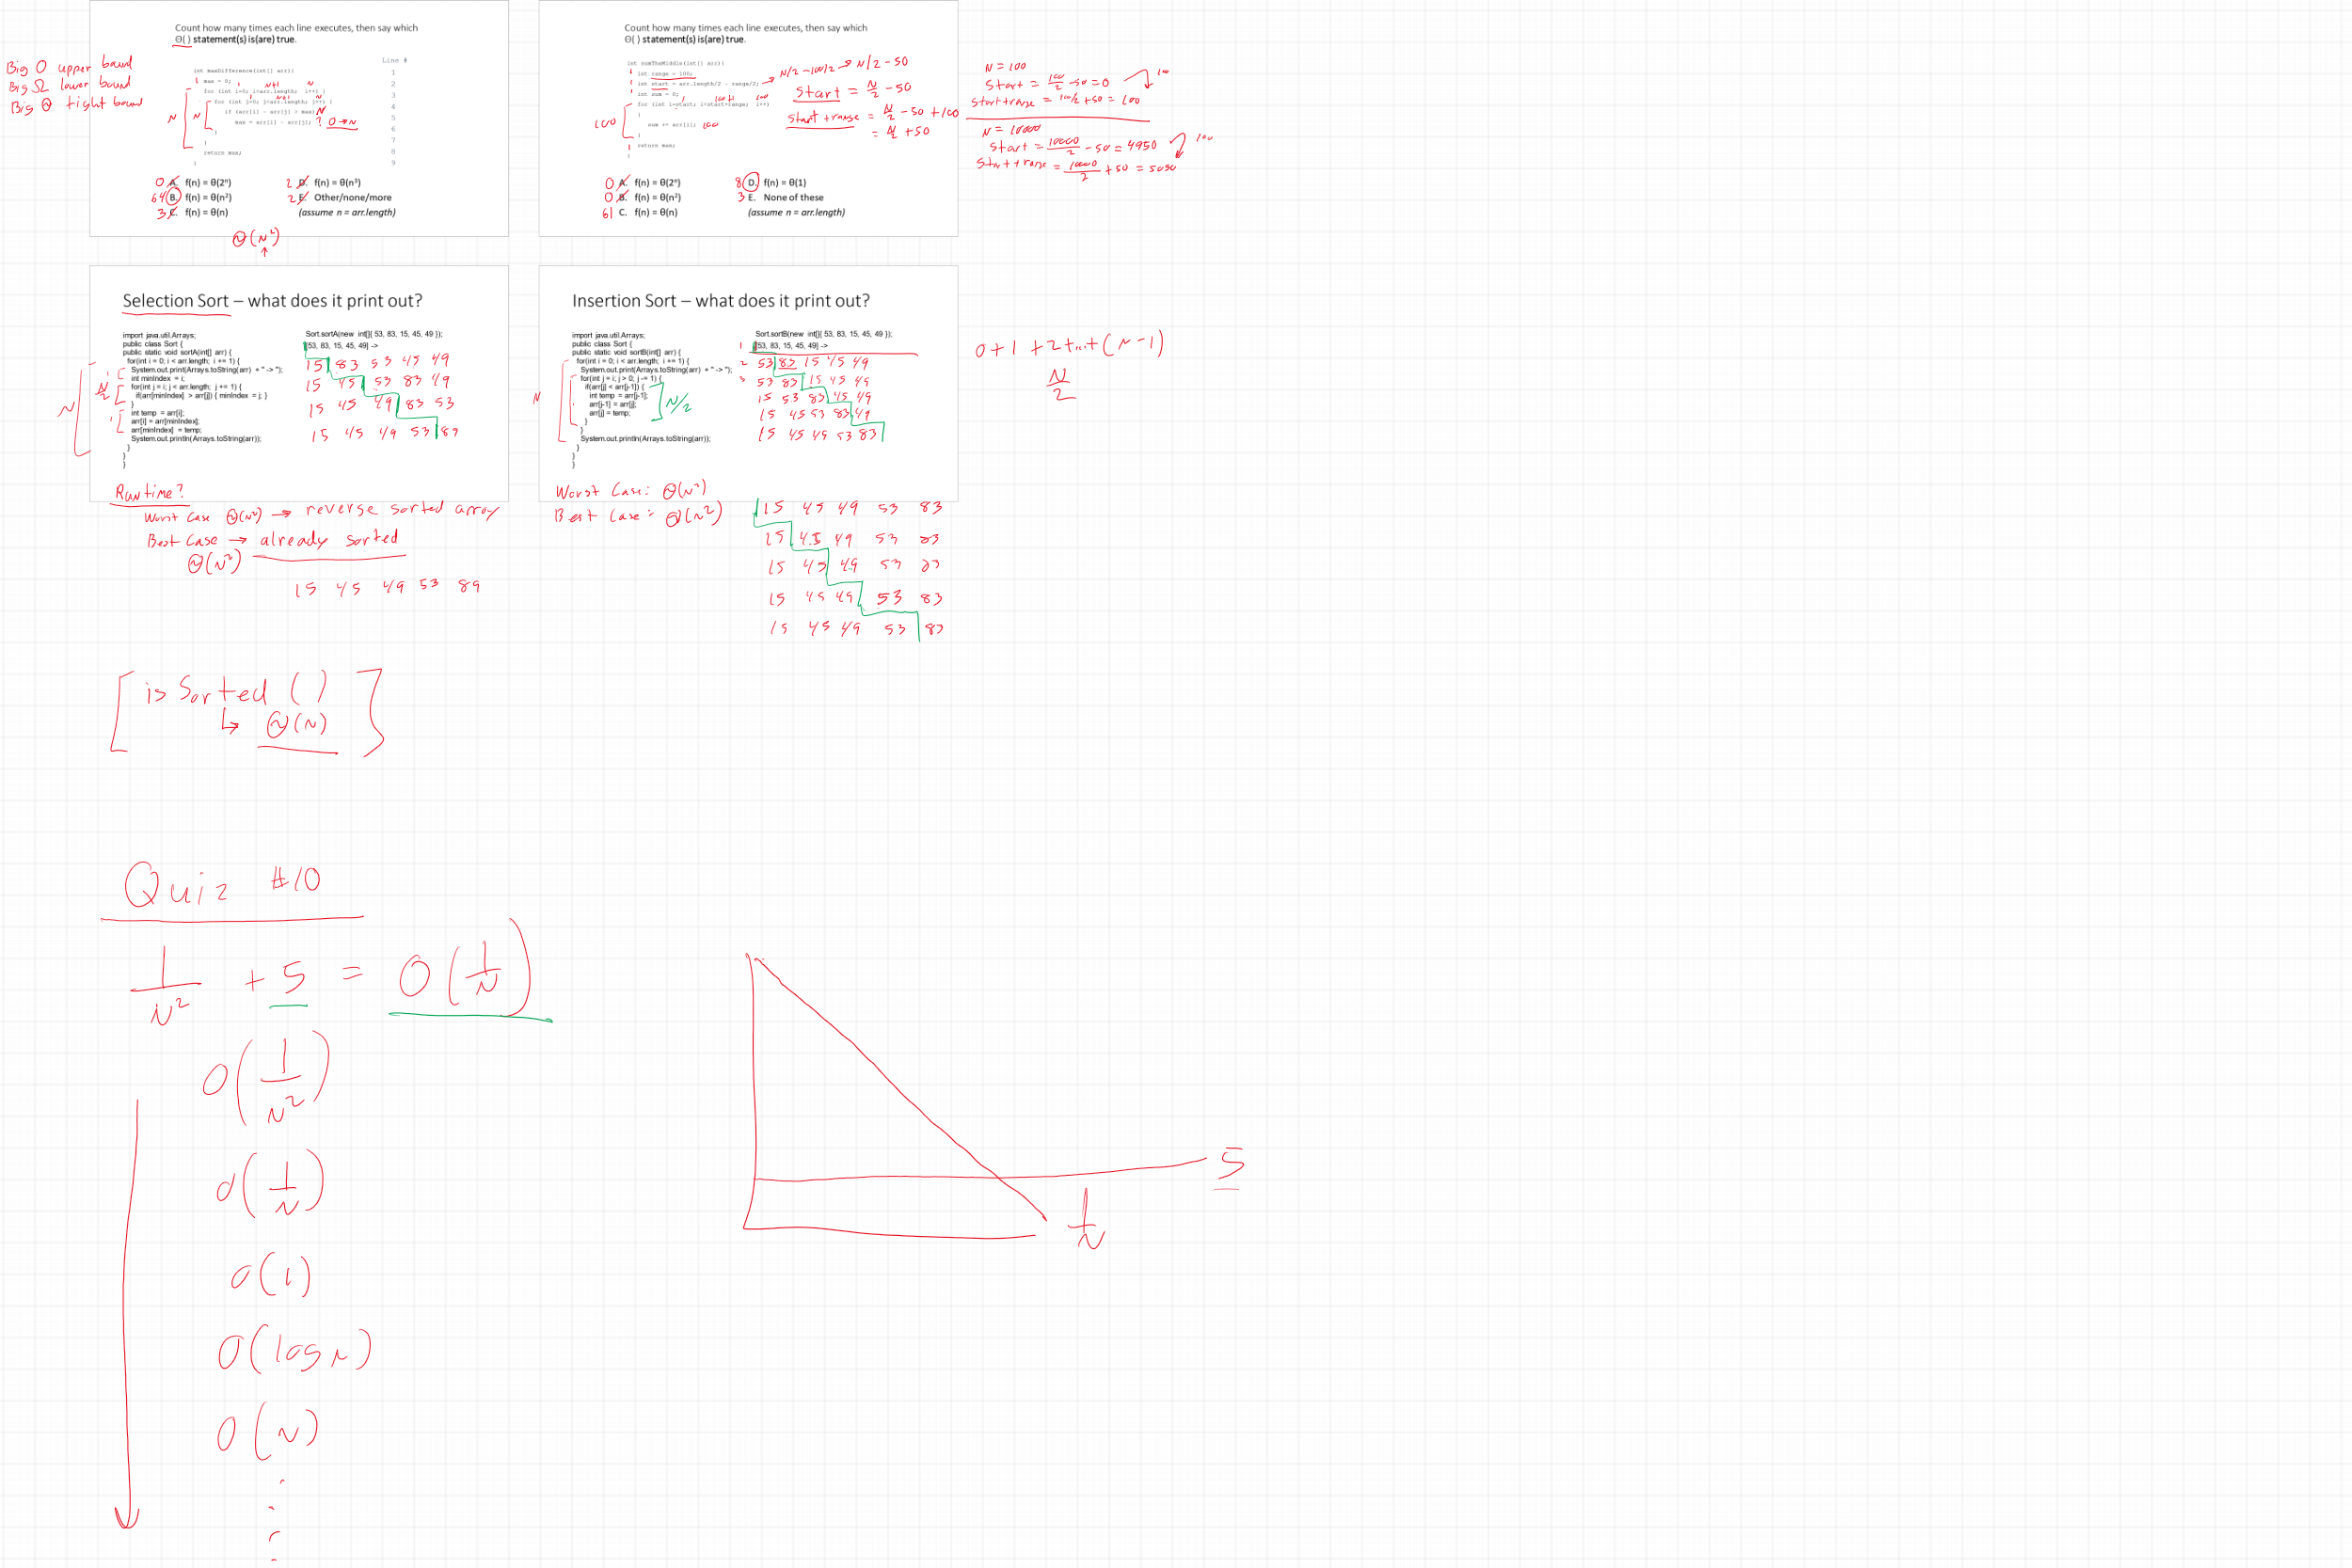 Count how many times each line executes, then say which
Θ( ) statement(s) is(are) true.
Big O upper bound
Big Ω lower bound
Big Θ tight bound
Line #
int maxDifference(int[] arr){
1 max = 0;
1 N+1 N
for (int i=0; i<arr.length; i++) {
1 N+1 N
for (int j=0; j<arr.length; j++) {
if (arr[i] - arr[j] > max) N
max = arr[i] - arr[j]; ? 0→N
}
}
return max;
}
N
N
1
2
3
4
5
6
7
8
9
0 A. f(n) = θ(2ⁿ)
64 B. f(n) = θ(n²)
3 C. f(n) = θ(n)
2 D. f(n) = θ(n³)
2 E. Other/none/more
(assume n = arr.length)
Θ(N²)
Count how many times each line executes, then say which
Θ( ) statement(s) is(are) true.
int sumTheMiddle(int[] arr){
1 int range = 100;
1 int start = arr.length/2 - range/2; → N/2 - 100/2 → N/2 - 50
1 int sum = 0;
1 100+1 100
for (int i=start; i<start+range; i++)
{
sum += arr[i]; 100
}
1 return max;
}
100
start = N/2 - 50
start + range = N/2 - 50 + 100
= N/2 + 50
0 A. f(n) = θ(2ⁿ)
0 B. f(n) = θ(n²)
61 C. f(n) = θ(n)
8 D. f(n) = θ(1)
3 E. None of these
(assume n = arr.length)
N = 100
start = 100/2 - 50 = 0
100
start+range = 100/2 + 50 = 100
N = 10000
start = 10000/2 - 50 = 4950
100
start + range = 10000/2 + 50 = 5050
Selection Sort – what does it print out?
import java.util.Arrays;
public class Sort {
public static void sortA(int[] arr) {
for(int i = 0; i < arr.length; i += 1) {
System.out.print(Arrays.toString(arr) + " -> ");
int minIndex = i;
for(int j = i; j < arr.length; j += 1) {
if(arr[minIndex] > arr[j]) { minIndex = j; }
}
int temp = arr[i];
arr[i] = arr[minIndex];
arr[minIndex] = temp;
System.out.println(Arrays.toString(arr));
}
}
}
N
1
N/2
1
Sort.sortA(new int[]{ 53, 83, 15, 45, 49 });
[53, 83, 15, 45, 49] ->
15 83 53 45 49
15 45 53 83 49
15 45 49 83 53
15 45 49 53 89
Runtime?
Worst Case Θ(N²) → reverse sorted array
Best Case → already sorted
Θ(N²)
15 45 49 53 89
Insertion Sort – what does it print out?
import java.util.Arrays;
public class Sort {
public static void sortB(int[] arr) {
for(int i = 0; i < arr.length; i += 1) {
System.out.print(Arrays.toString(arr) + " -> ");
for(int j = i; j > 0; j -= 1) {
if(arr[j] < arr[j-1]) {
int temp = arr[j-1];
arr[j-1] = arr[j];
arr[j] = temp;
}
}
System.out.println(Arrays.toString(arr));
}
}
}
N
N/2
Sort.sortB(new int[]{ 53, 83, 15, 45, 49 });
1 [53, 83, 15, 45, 49] ->
2 53 83 15 45 49
3 53 83 15 45 49
15 53 83 45 49
15 45 53 83 49
15 45 49 53 83
0 + 1 + 2 + ... + (N-1)
N/2
Worst Case: Θ(N²)
Best Case: Θ(N²)
15 45 49 53 83
15 45 49 53 83
15 45 49 53 83
15 45 49 53 83
15 45 49 53 83
is Sorted ()
↳ Θ(N)
Quiz #10
1/N² + 5 = O(1/N)
O(1/N²)
O(1/N)
O(1)
O(log N)
O(N)
5
1/N